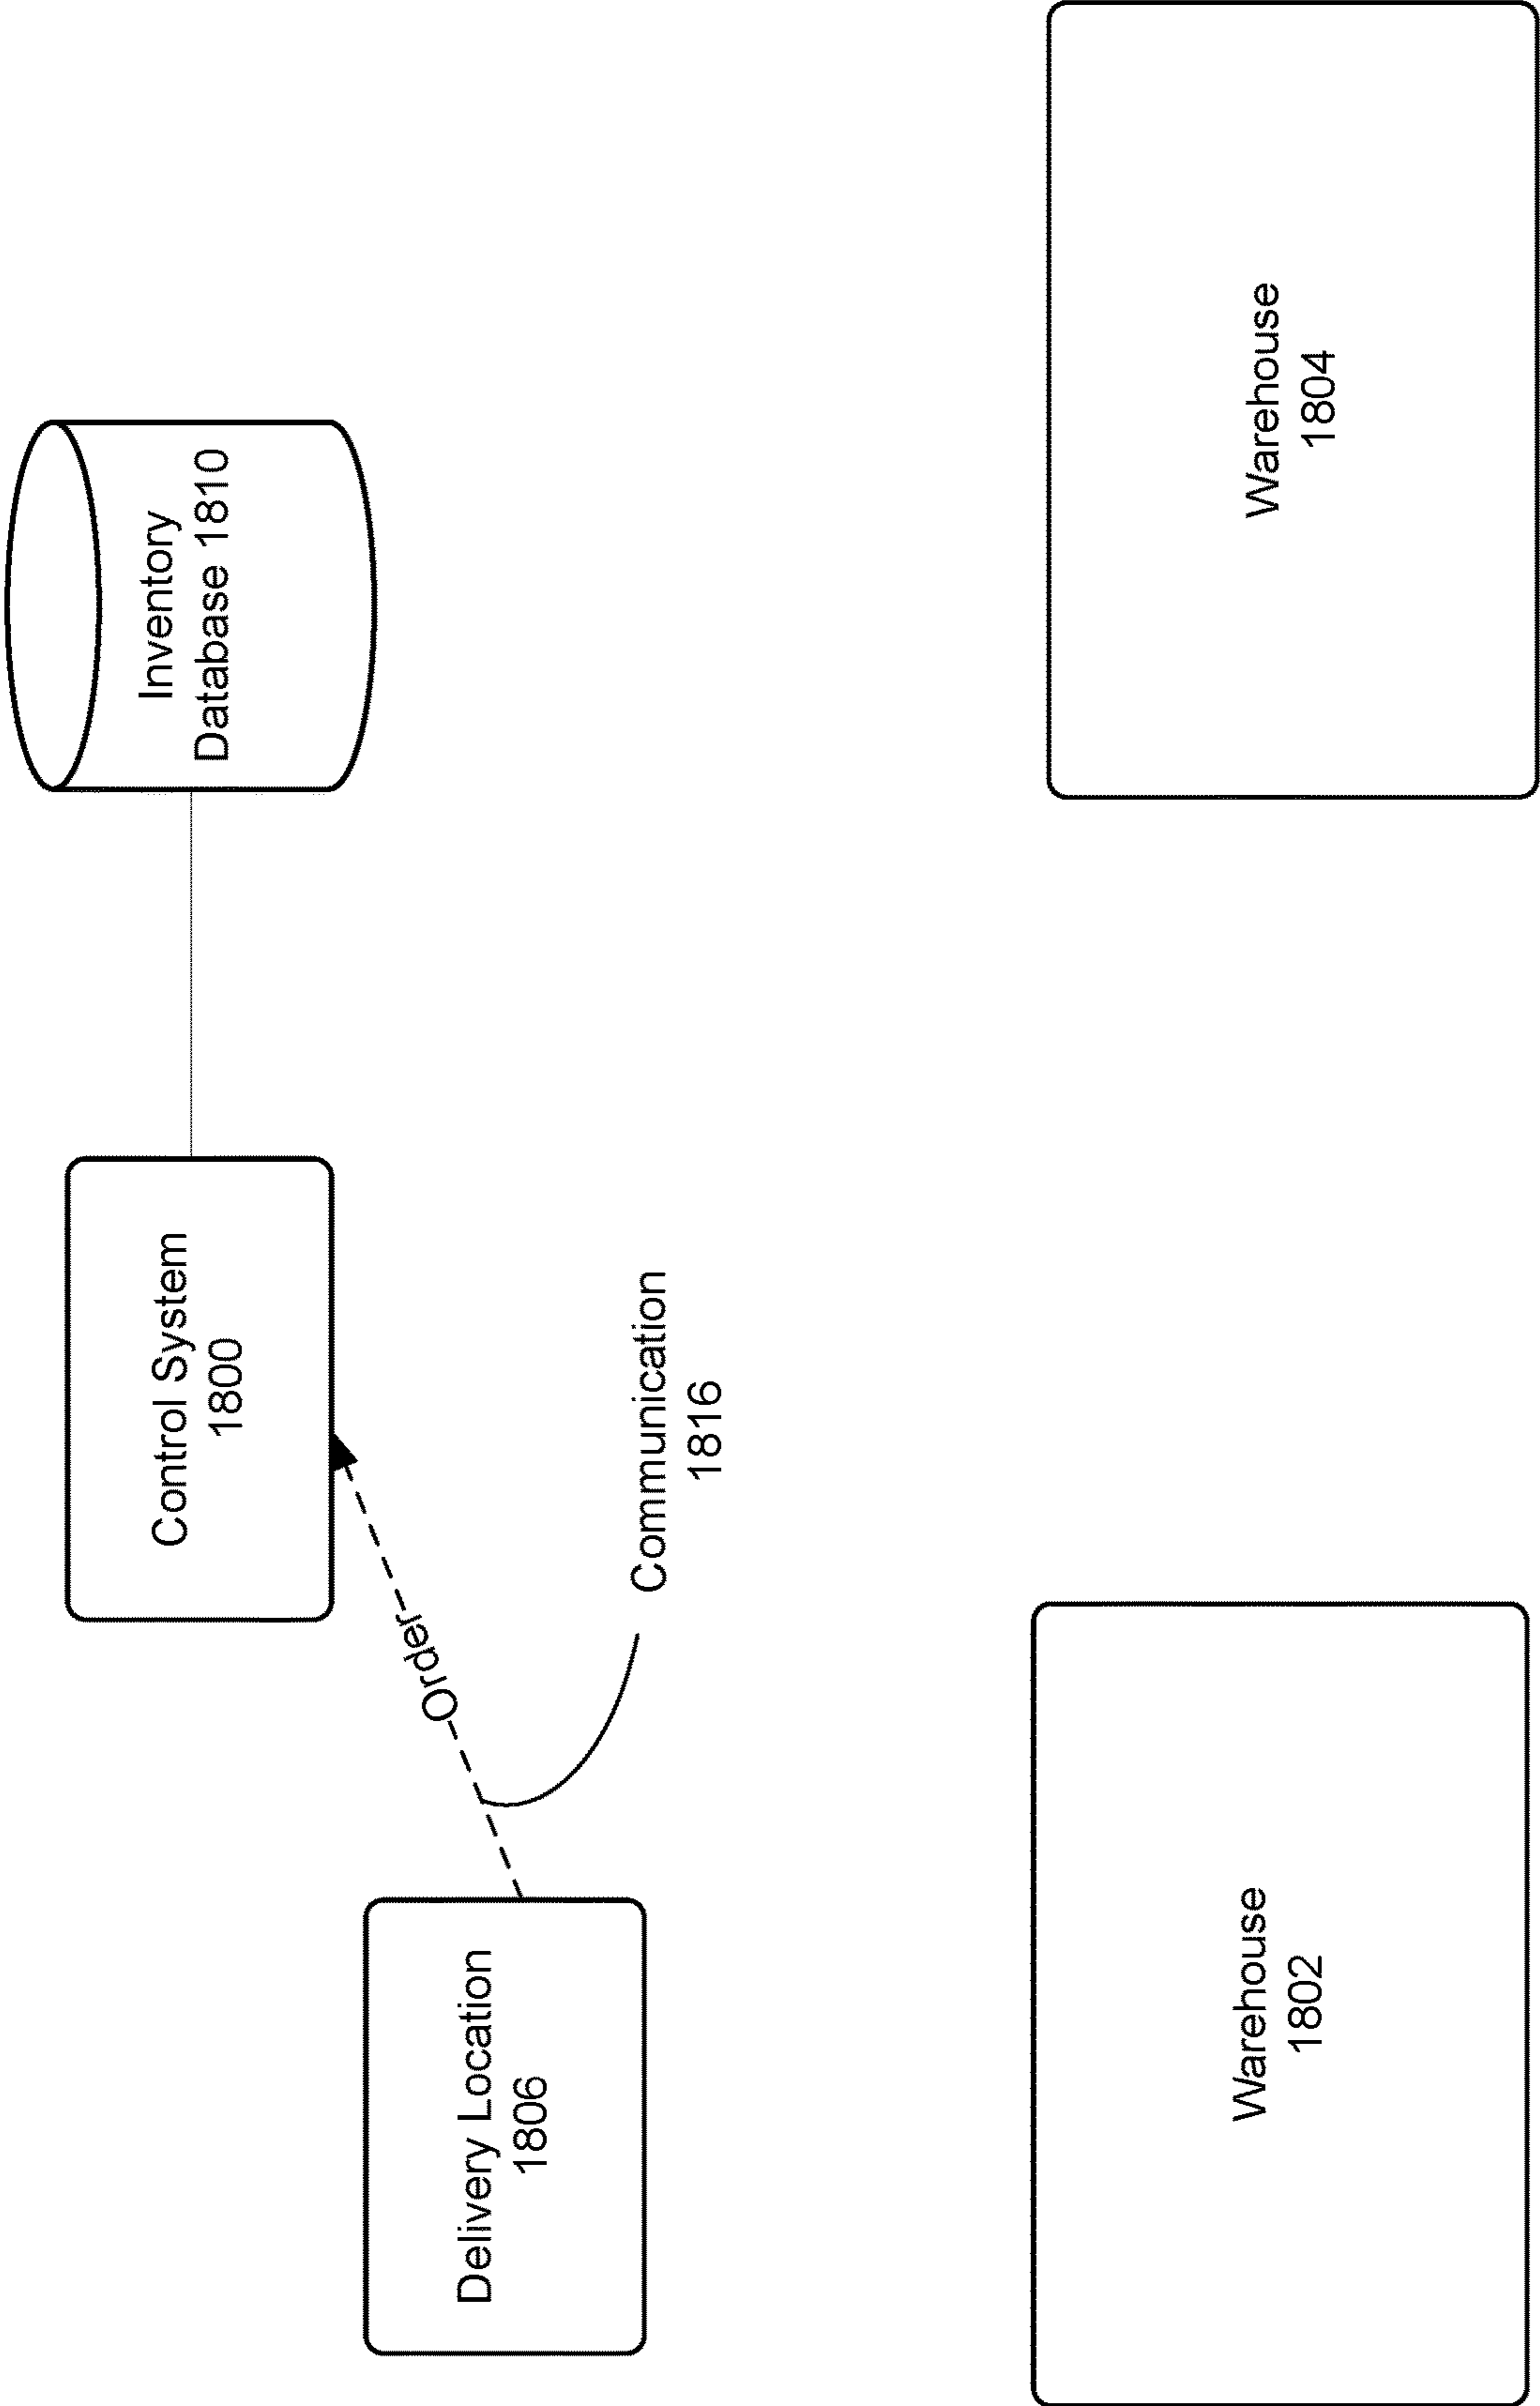 Inventory
Database 1810
Control System
1800
Order
Communication
1816
Delivery Location
1806
Warehouse
1802
Warehouse
1804